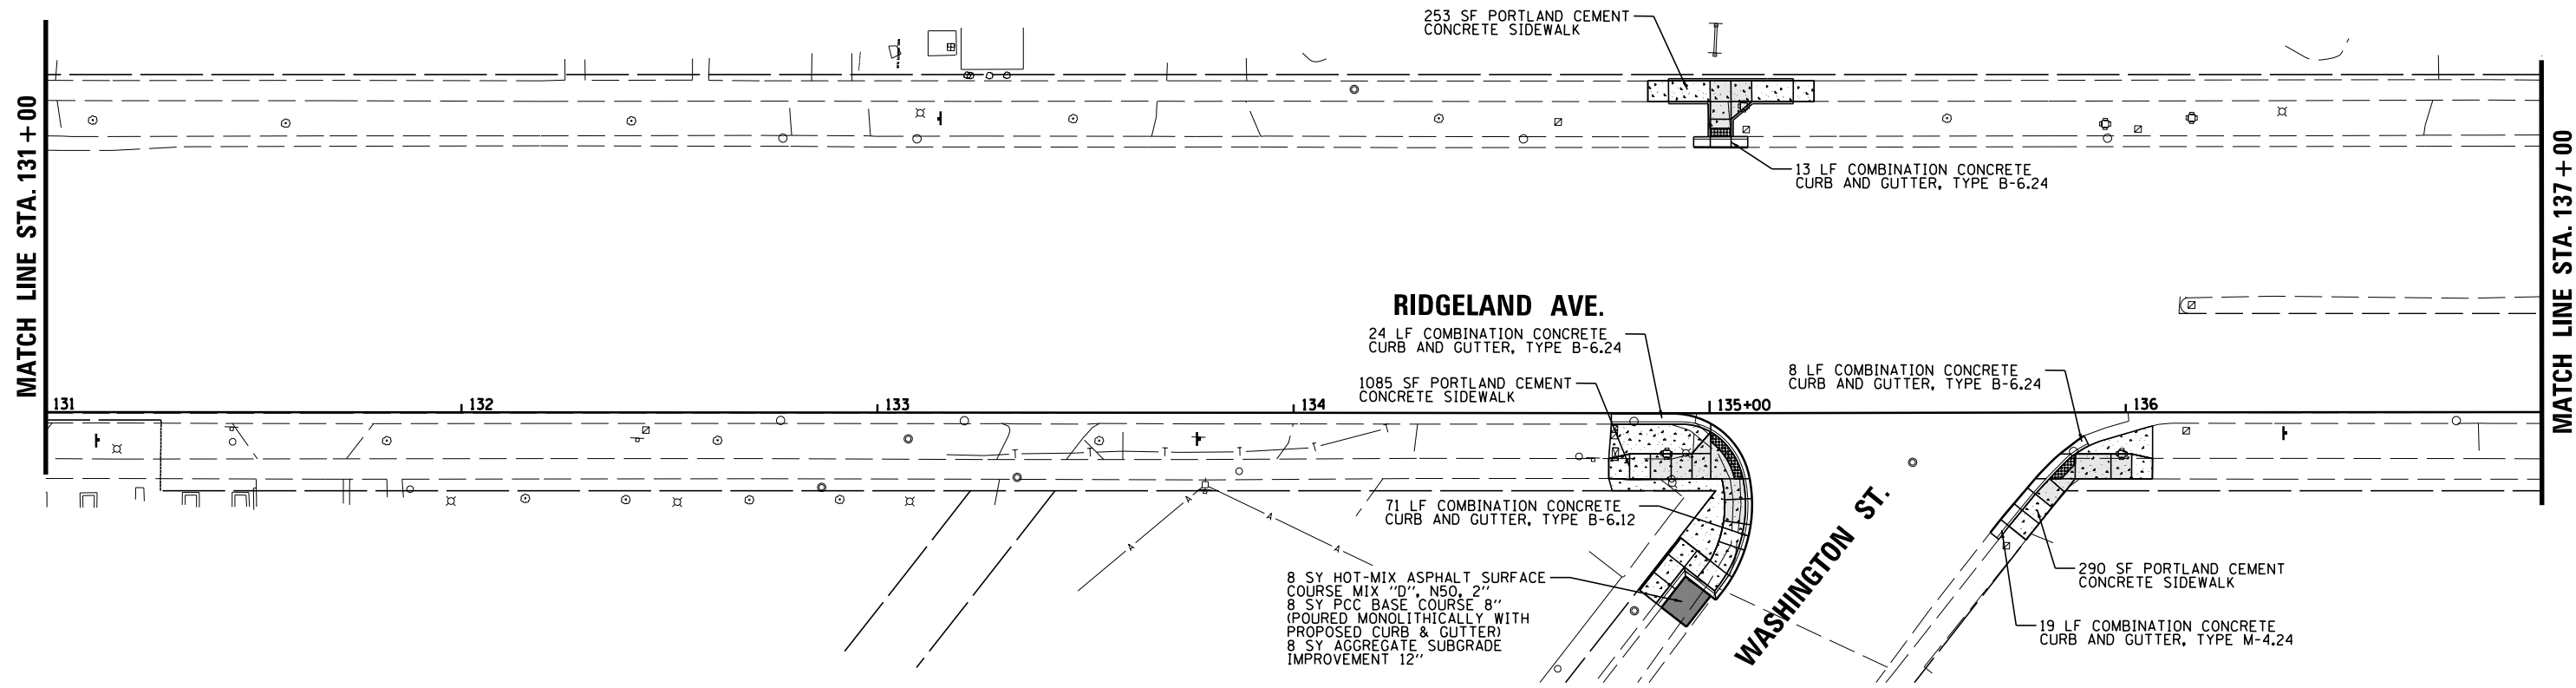 253 SF PORTLAND CEMENT
CONCRETE SIDEWALK
MATCH LINE STA. 131+00
13 LF COMBINATION CONCRETE
CURB AND GUTTER, TYPE B-6.24
MATCH LINE STA. 137+00
RIDGELAND AVE.
24 LF COMBINATION CONCRETE
CURB AND GUTTER, TYPE B-6.24
8 LF COMBINATION CONCRETE
CURB AND GUTTER, TYPE B-6.24
1085 SF PORTLAND CEMENT
CONCRETE SIDEWALK
131
132
133
134
135+00
136
T
T
T
T
T
T
71 LF COMBINATION CONCRETE
CURB AND GUTTER, TYPE B-6.12
A
A
A
A
WASHINGTON ST.
8 SY HOT-MIX ASPHALT SURFACE
COURSE MIX "D", N50, 2"
8 SY PCC BASE COURSE 8"
(POURED MONOLITHICALLY WITH
PROPOSED CURB & GUTTER)
8 SY AGGREGATE SUBGRADE
IMPROVEMENT 12"
290 SF PORTLAND CEMENT
CONCRETE SIDEWALK
19 LF COMBINATION CONCRETE
CURB AND GUTTER, TYPE M-4.24